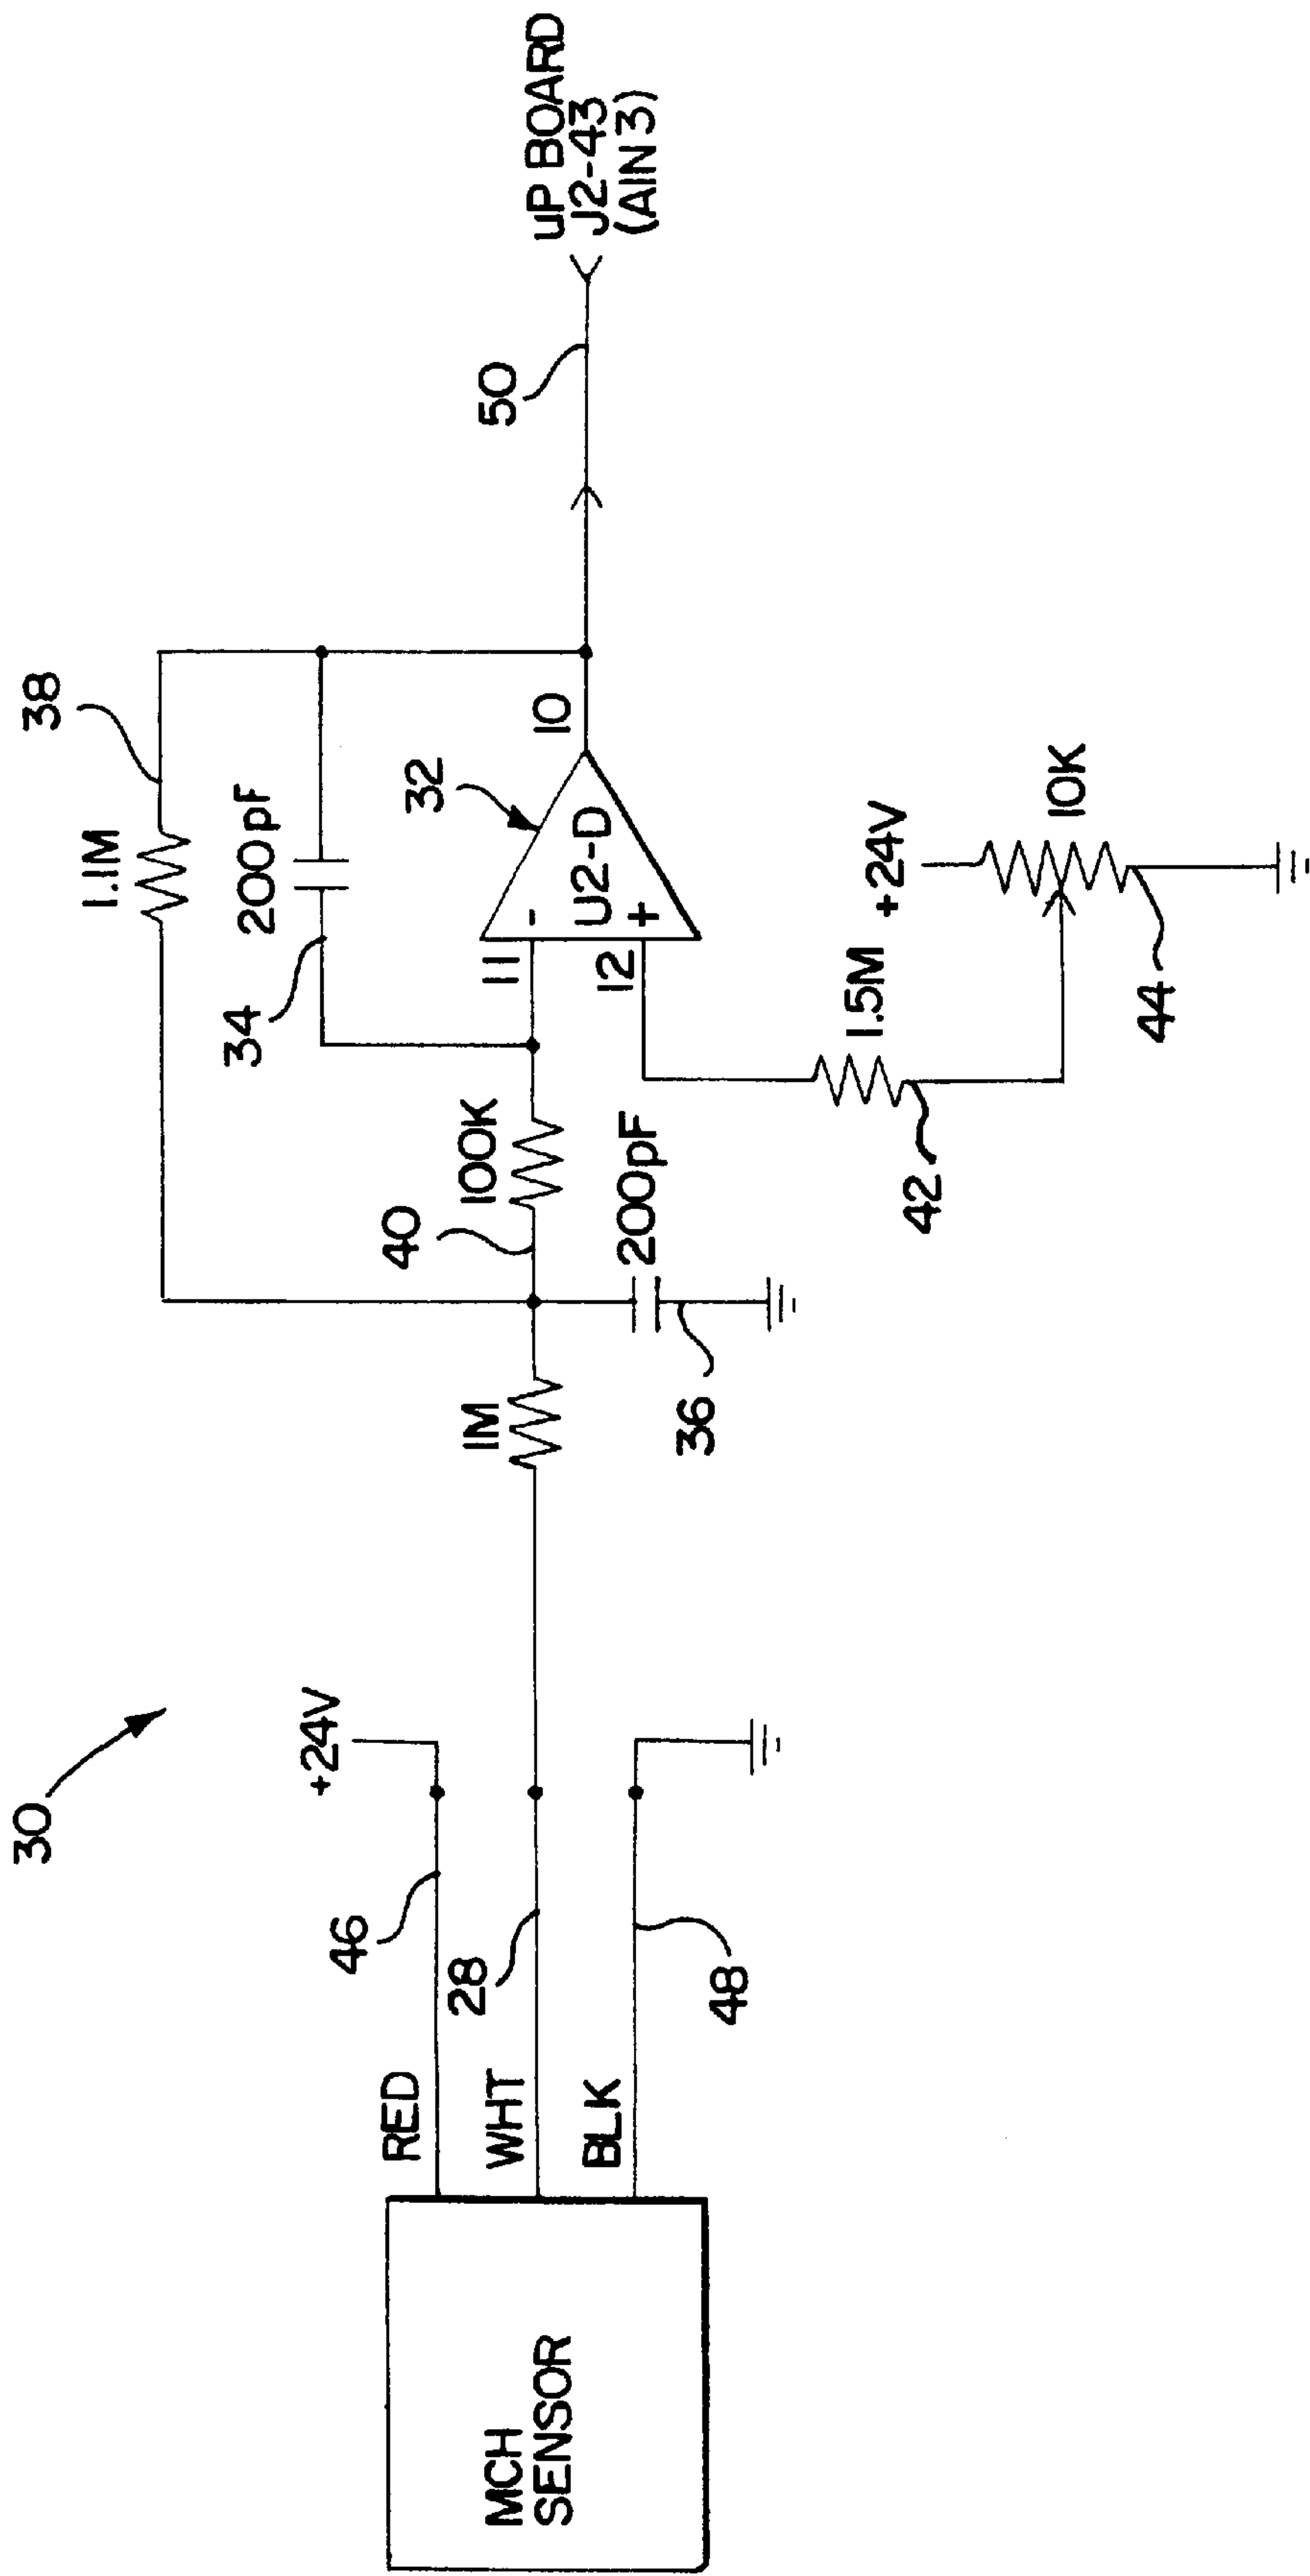 30
MCH
SENSOR
RED
WHT
BLK
46
28
48
+24V
1M
40
100K
200pF
36
34
200pF
1.1M
38
11
12
-
+
U2-D
32
10
42
1.5M
+24V
10K
44
50
uP BOARD
J2-43
(AIN 3)